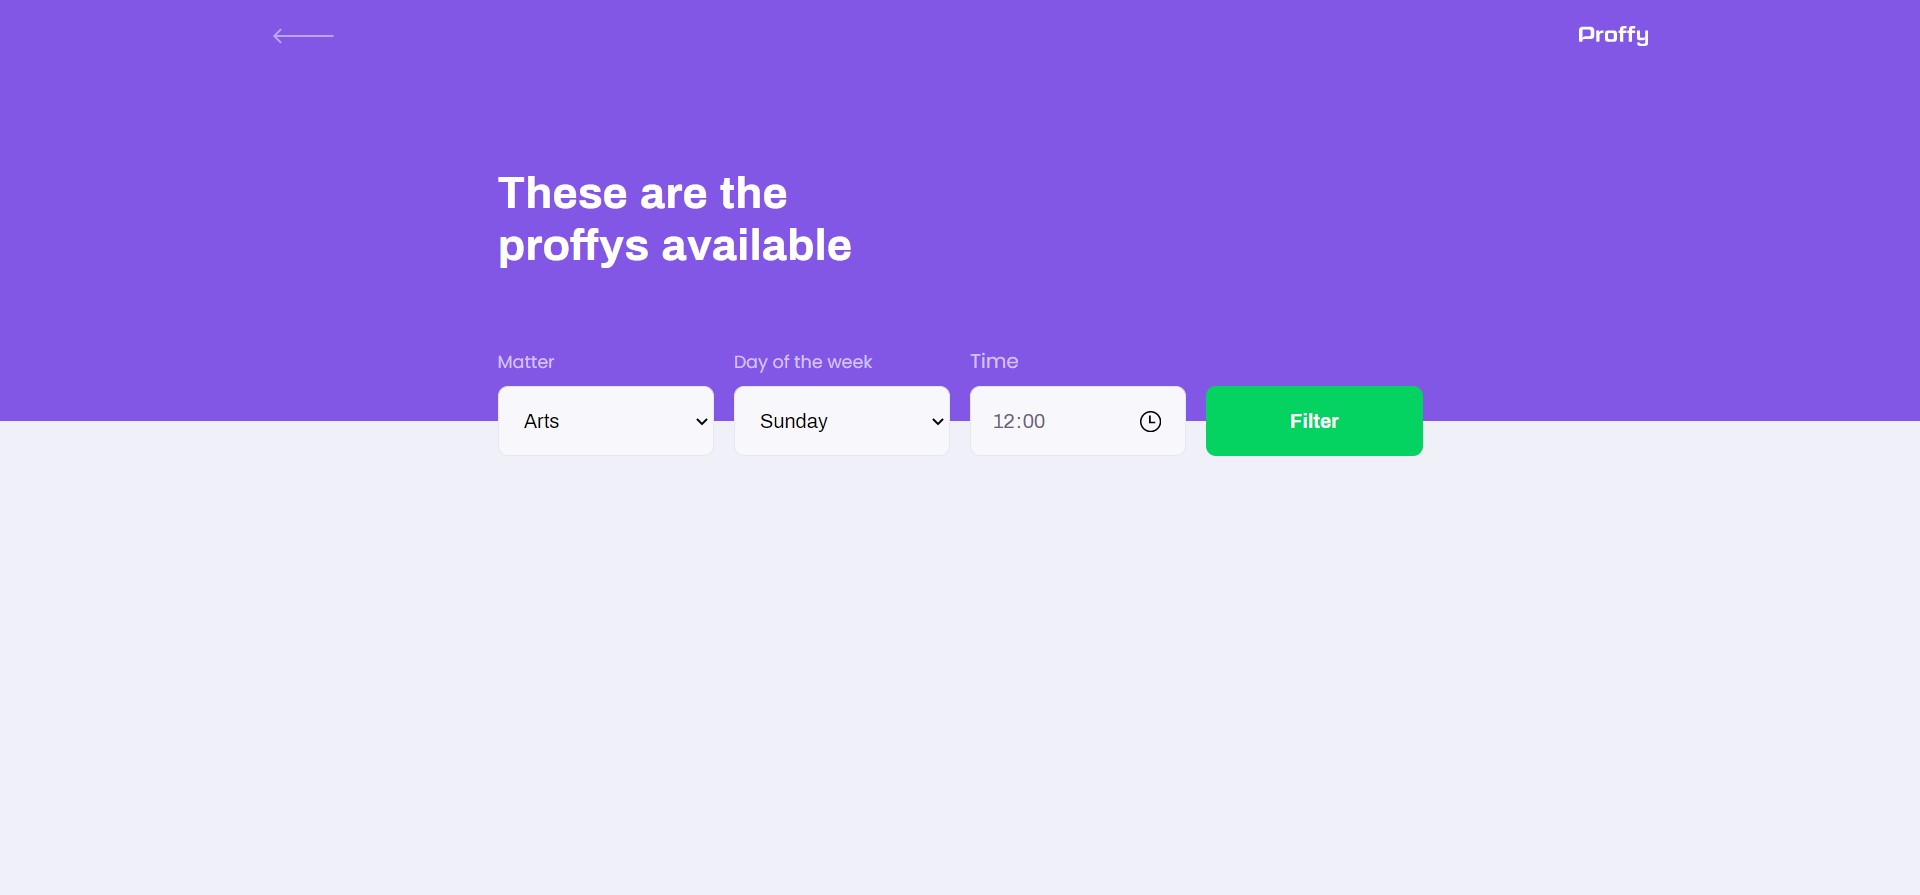 Proffy
These are the
proffys available
Matter
Day of the week
Time
Arts
Sunday
12:00
Filter